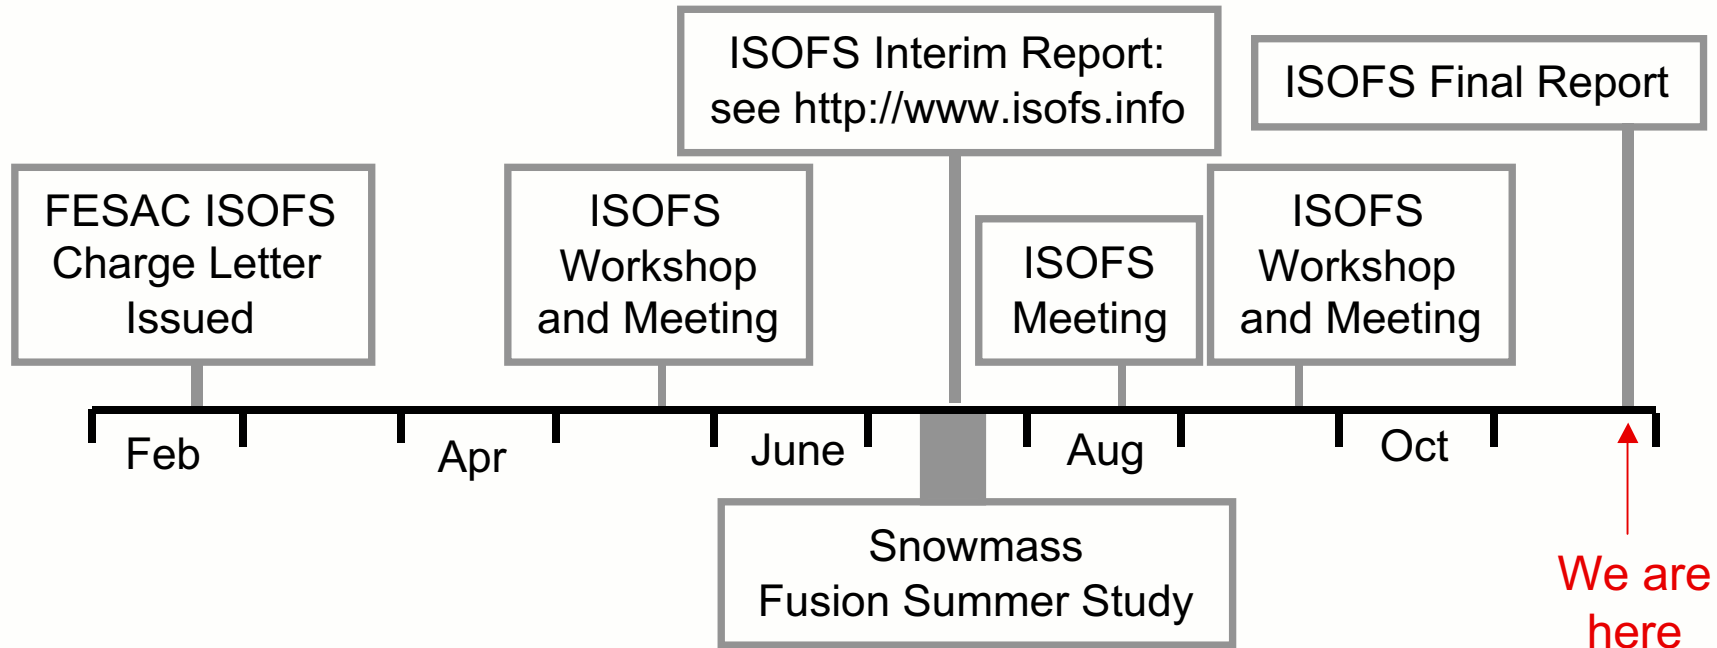 ISOFS Interim Report:
see http://www.isofs.info
ISOFS Final Report
FESAC ISOFS
Charge Letter
Issued
ISOFS
Workshop
and Meeting
ISOFS
Meeting
ISOFS
Workshop
and Meeting
Feb
Apr
June
Aug
Oct
Snowmass
Fusion Summer Study
We are
here